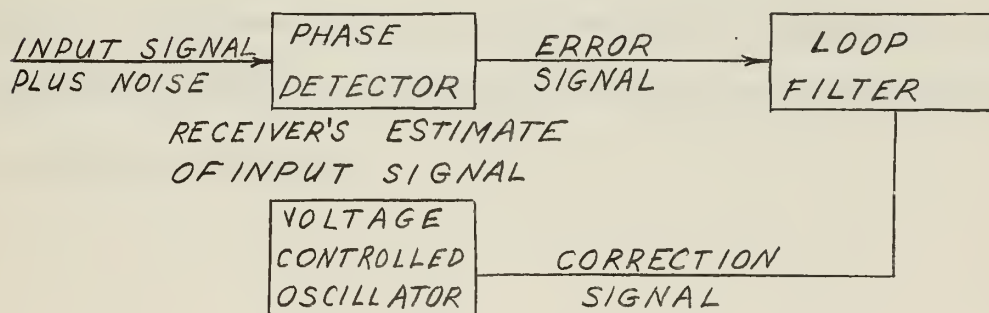 INPUT SIGNAL
PLUS NOISE
PHASE
DETECTOR
ERROR
SIGNAL
LOOP
FILTER
RECEIVER'S ESTIMATE
OF INPUT SIGNAL
VOLTAGE
CONTROLLED
OSCILLATOR
CORRECTION
SIGNAL